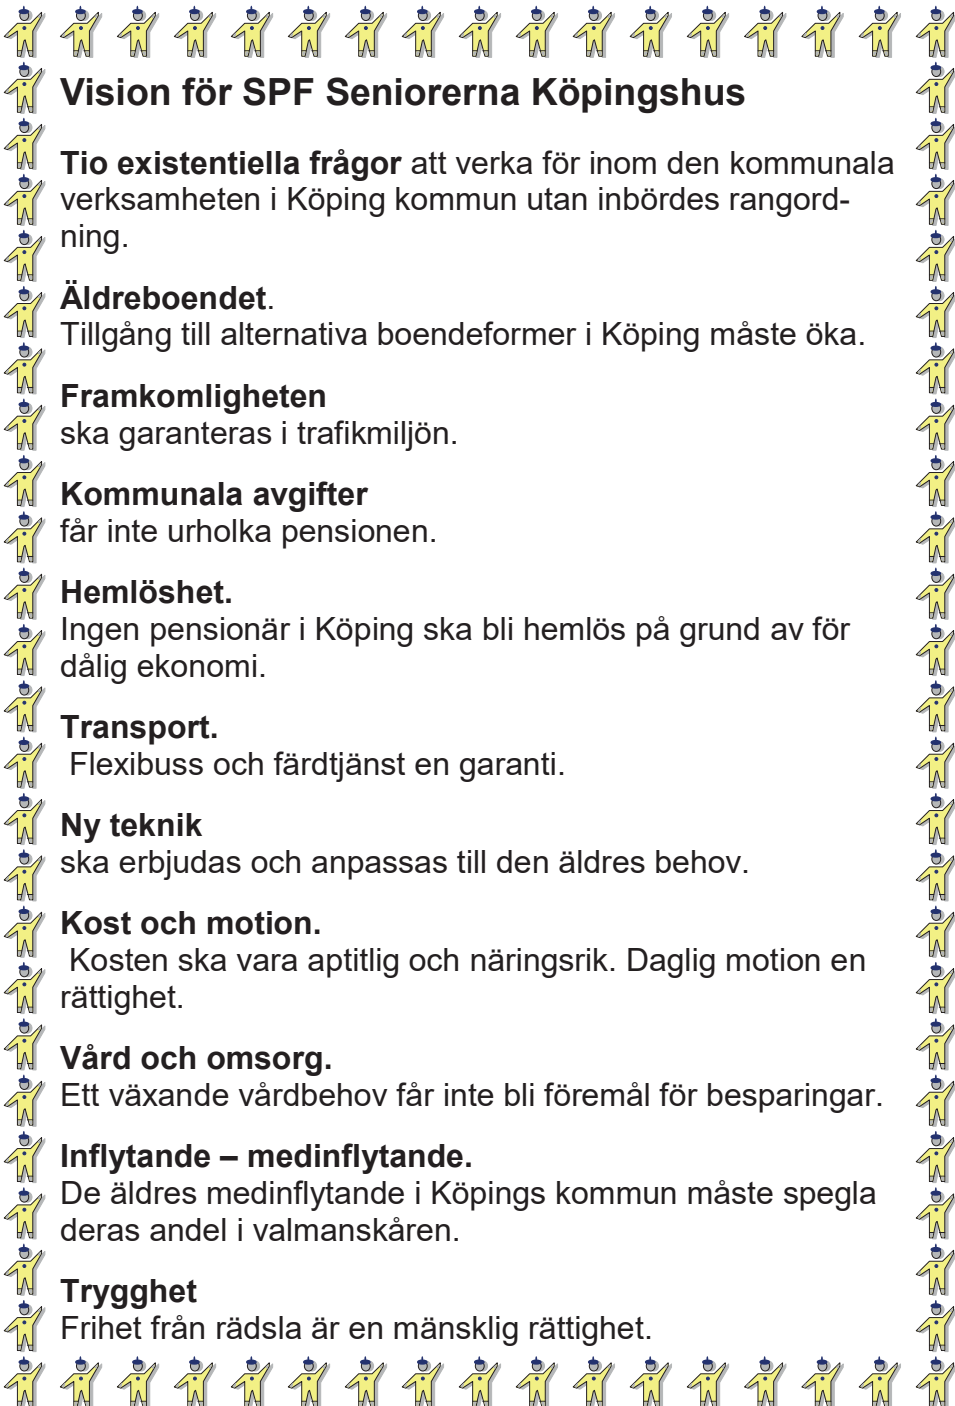 Vision för SPF Seniorerna Köpingshus
Tio existentiella frågor att verka för inom den kommunala
verksamheten i Köping kommun utan inbördes rangord-
ning.
Äldreboendet.
Tillgång till alternativa boendeformer i Köping måste öka.
Framkomligheten
ska garanteras i trafikmiljön.
Kommunala avgifter
får inte urholka pensionen.
Hemlöshet.
Ingen pensionär i Köping ska bli hemlös på grund av för
dålig ekonomi.
Transport.
Flexibuss och färdtjänst en garanti.
Ny teknik
ska erbjudas och anpassas till den äldres behov.
Kost och motion.
Kosten ska vara aptitlig och näringsrik. Daglig motion en
rättighet.
Vård och omsorg.
Ett växande vårdbehov får inte bli föremål för besparingar.
Inflytande – medinflytande.
De äldres medinflytande i Köpings kommun måste spegla
deras andel i valmanskåren.
Trygghet
Frihet från rädsla är en mänsklig rättighet.